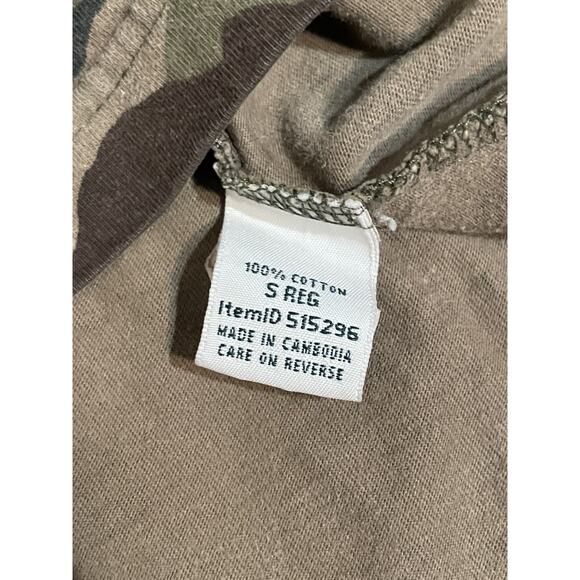 100% COTTON
S REG
ItemID 515296
MADE IN CAMBODIA
CARE ON REVERSE